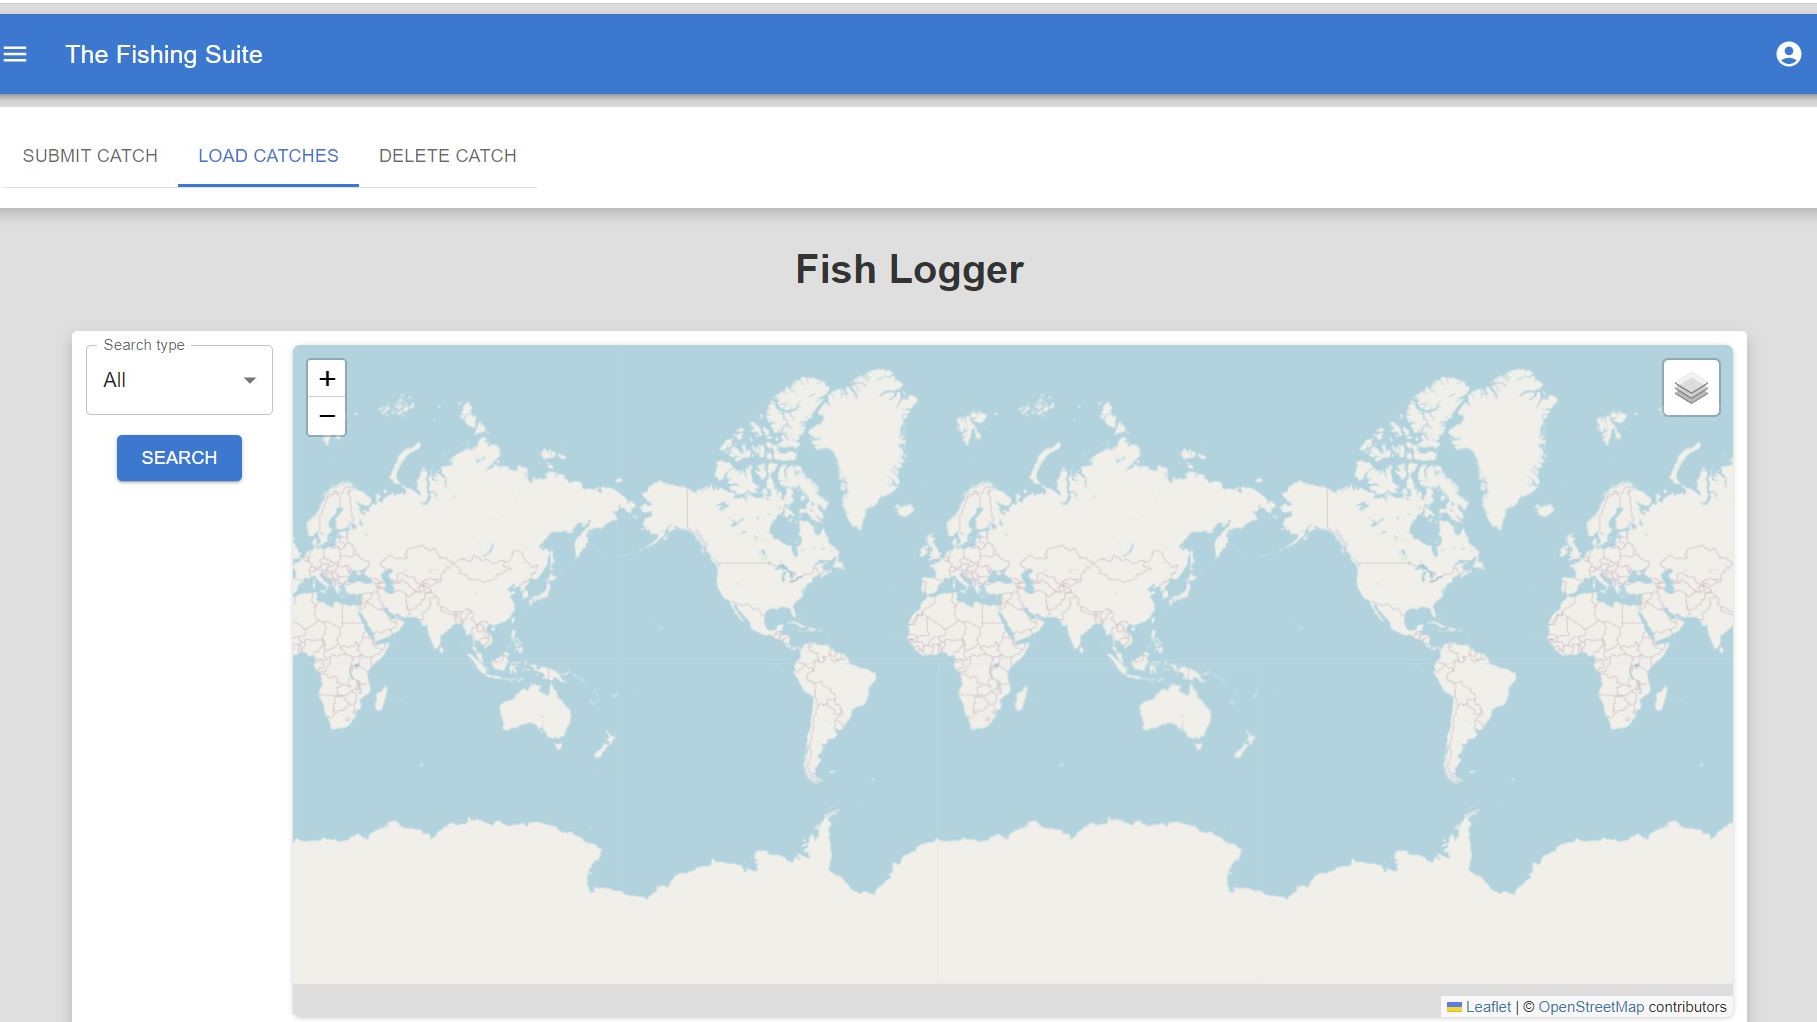 The Fishing Suite
SUBMIT CATCH LOAD CATCHES DELETE CATCH
Fish Logger
Search type
All
SEARCH
+
−
Leaflet | © OpenStreetMap contributors